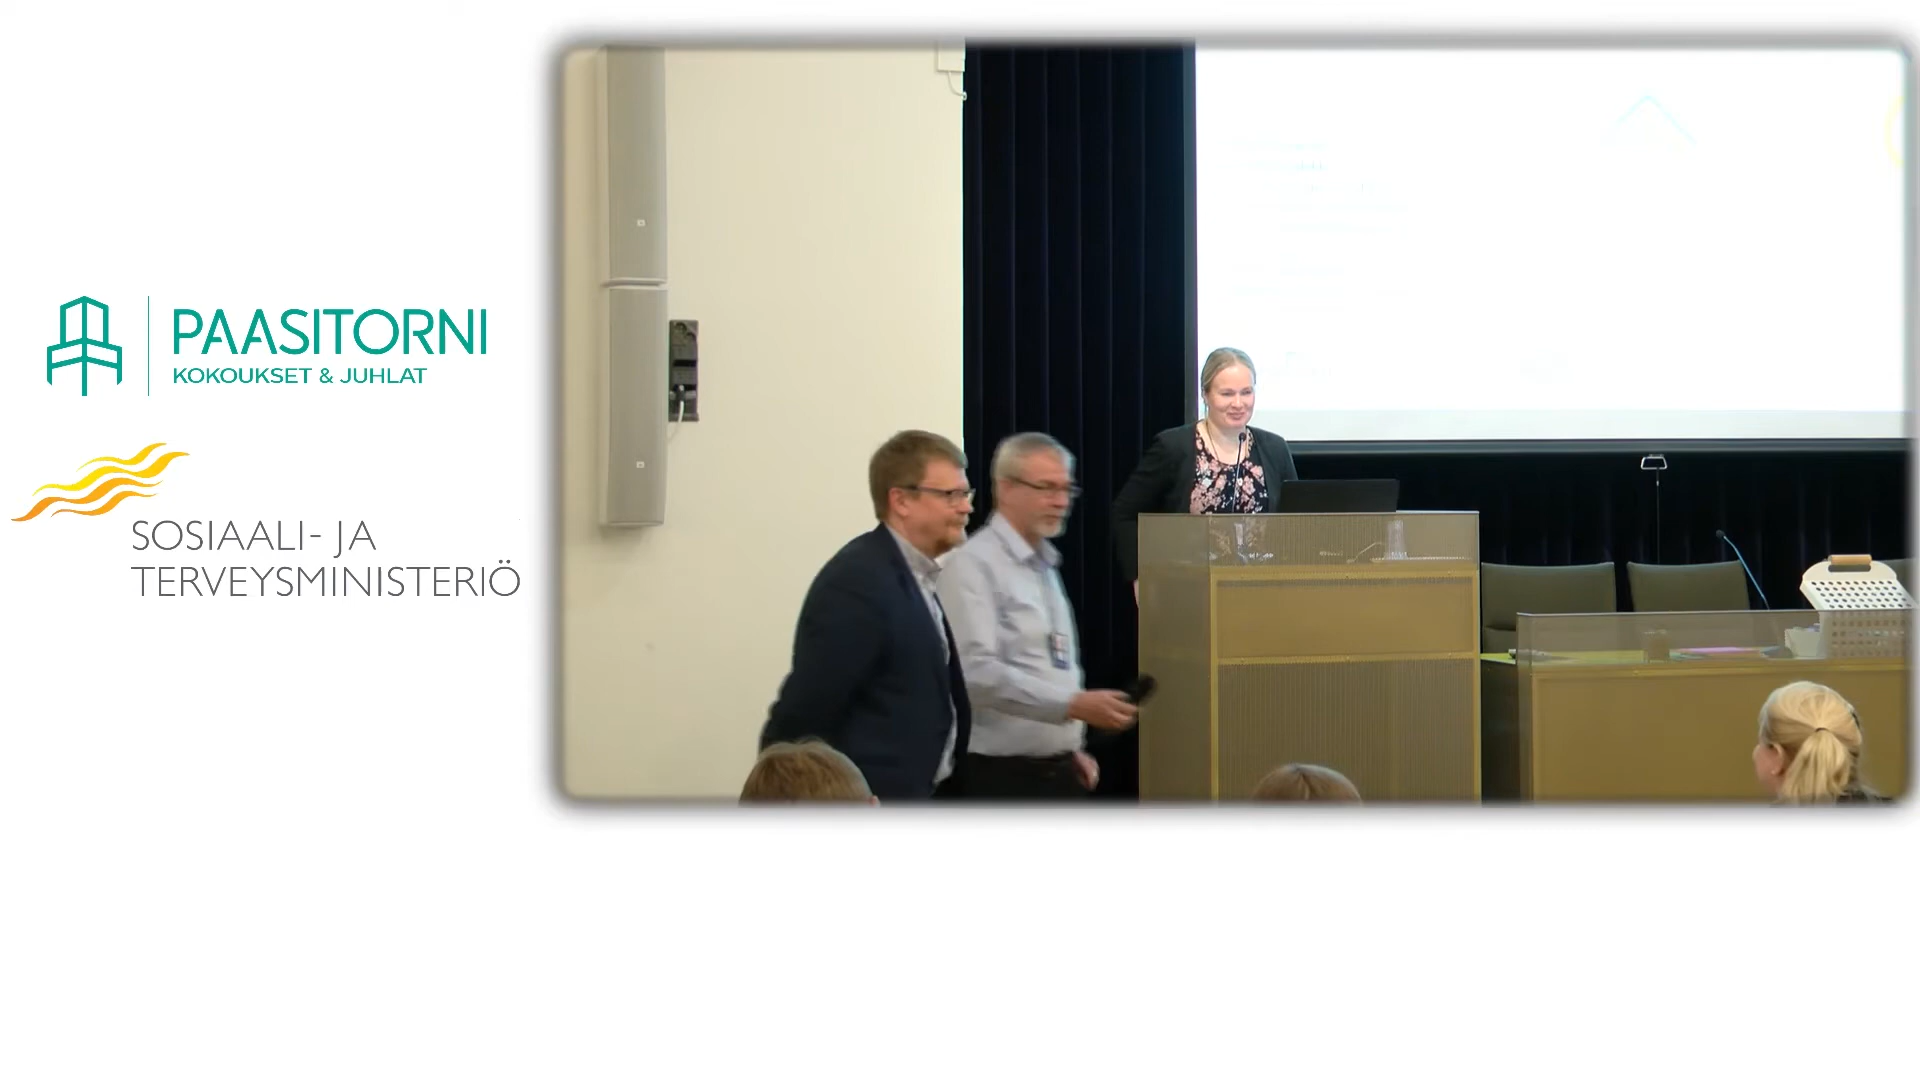 PAASITORNI
KOKOUKSET & JUHLAT
SOSIAALI- JA
TERVEYSMINISTERIÖ